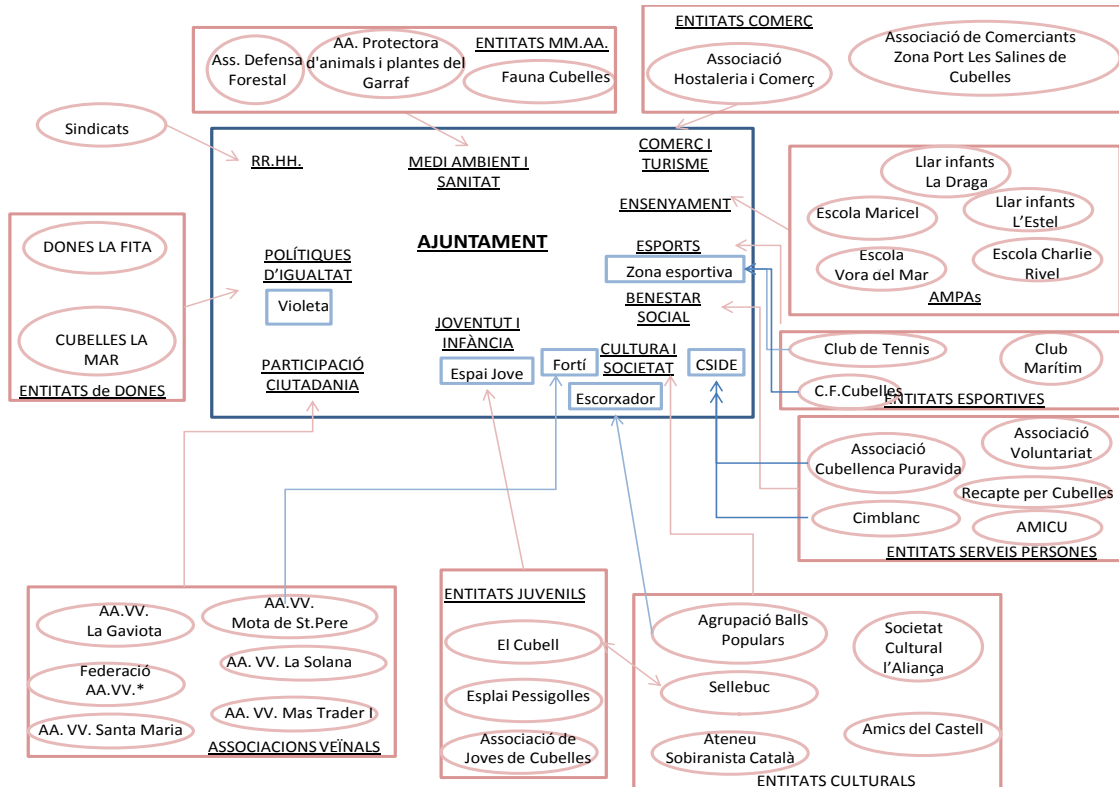 ENTITATS MM.AA.
Ass. Defensa
Forestal
AA. Protectora
d'animals i plantes del
Garraf
Fauna Cubelles
ENTITATS COMERÇ
Associació
Hostaleria i Comerç
Associació de Comerciants
Zona Port Les Salines de
Cubelles
Sindicats
RR.HH.
MEDI AMBIENT I
SANITAT
COMERÇ I
TURISME
ENSENYAMENT
AJUNTAMENT
ESPORTS
Zona esportiva
POLÍTIQUES
D'IGUALTAT
Violeta
BENESTAR
SOCIAL
JOVENTUT I
INFÀNCIA
Espai Jove
Fortí
CULTURA I
SOCIETAT
CSIDE
Escorxador
PARTICIPACIÓ
CIUTADANIA
Llar infants
La Draga
Escola Maricel
Llar infants
L'Estel
Escola
Vora del Mar
Escola Charlie
Rivel
AMPAs
DONES LA FITA
CUBELLES LA
MAR
ENTITATS de DONES
Club de Tennis
Club
Marítim
C.F.Cubelles
ENTITATS ESPORTIVES
Associació
Cubellenca Puravida
Associació
Voluntariat
Recapte per Cubelles
Cimblanc
AMICU
ENTITATS SERVEIS PERSONES
AA.VV.
La Gaviota
AA.VV.
Mota de St.Pere
Federació
AA.VV.*
AA. VV. La Solana
AA. VV. Santa Maria
AA. VV. Mas Trader I
ASSOCIACIONS VEÏNALS
ENTITATS JUVENILS
El Cubell
Esplai Pessigolles
Associació de
Joves de Cubelles
Agrupació Balls
Populars
Societat
Cultural
l'Aliança
Sellebuc
Ateneu
Sobiranista Català
Amics del Castell
ENTITATS CULTURALS